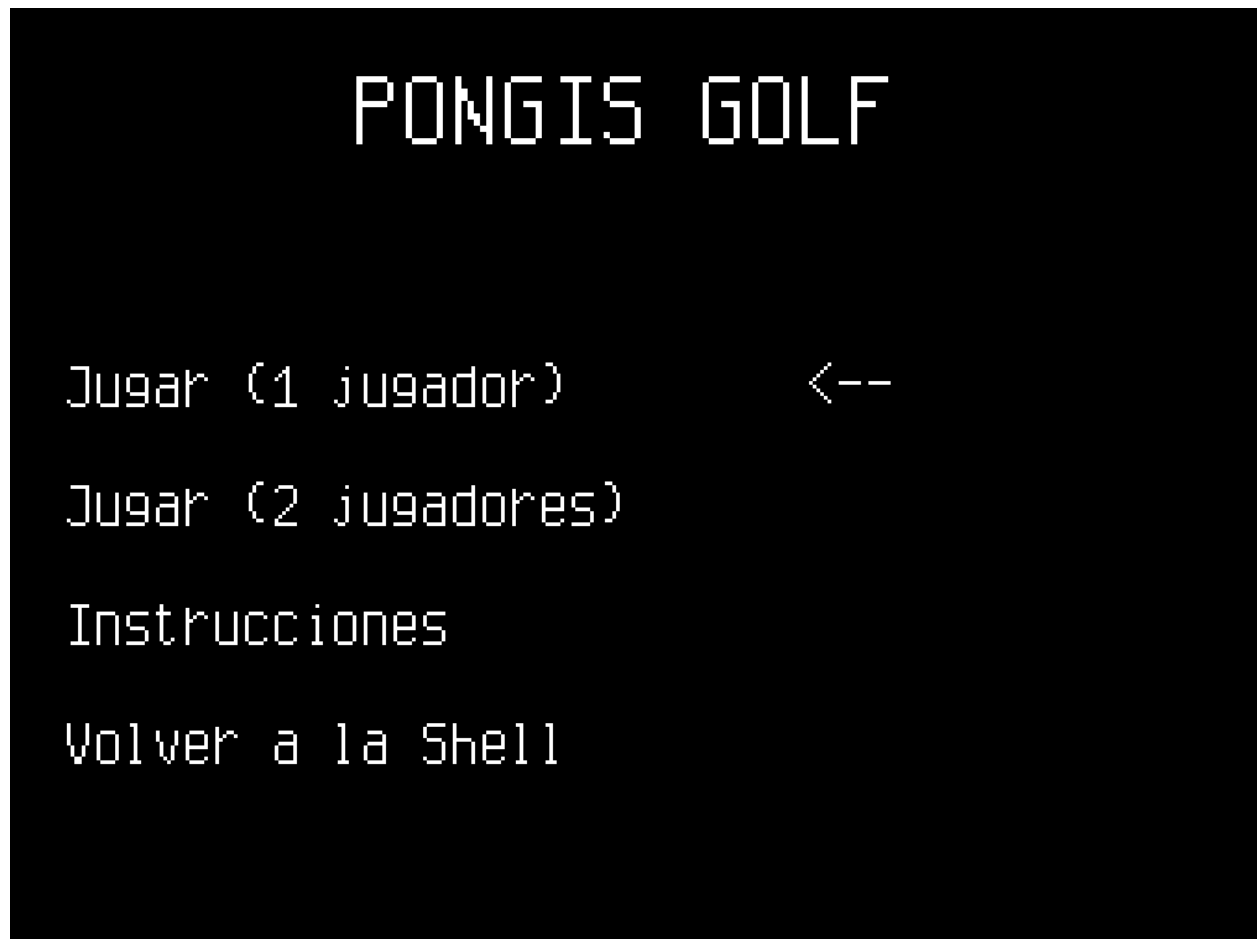 PONGIS GOLF
Jugar (1 jugador) <--
Jugar (2 jugadores)
Instrucciones
Volver a la Shell